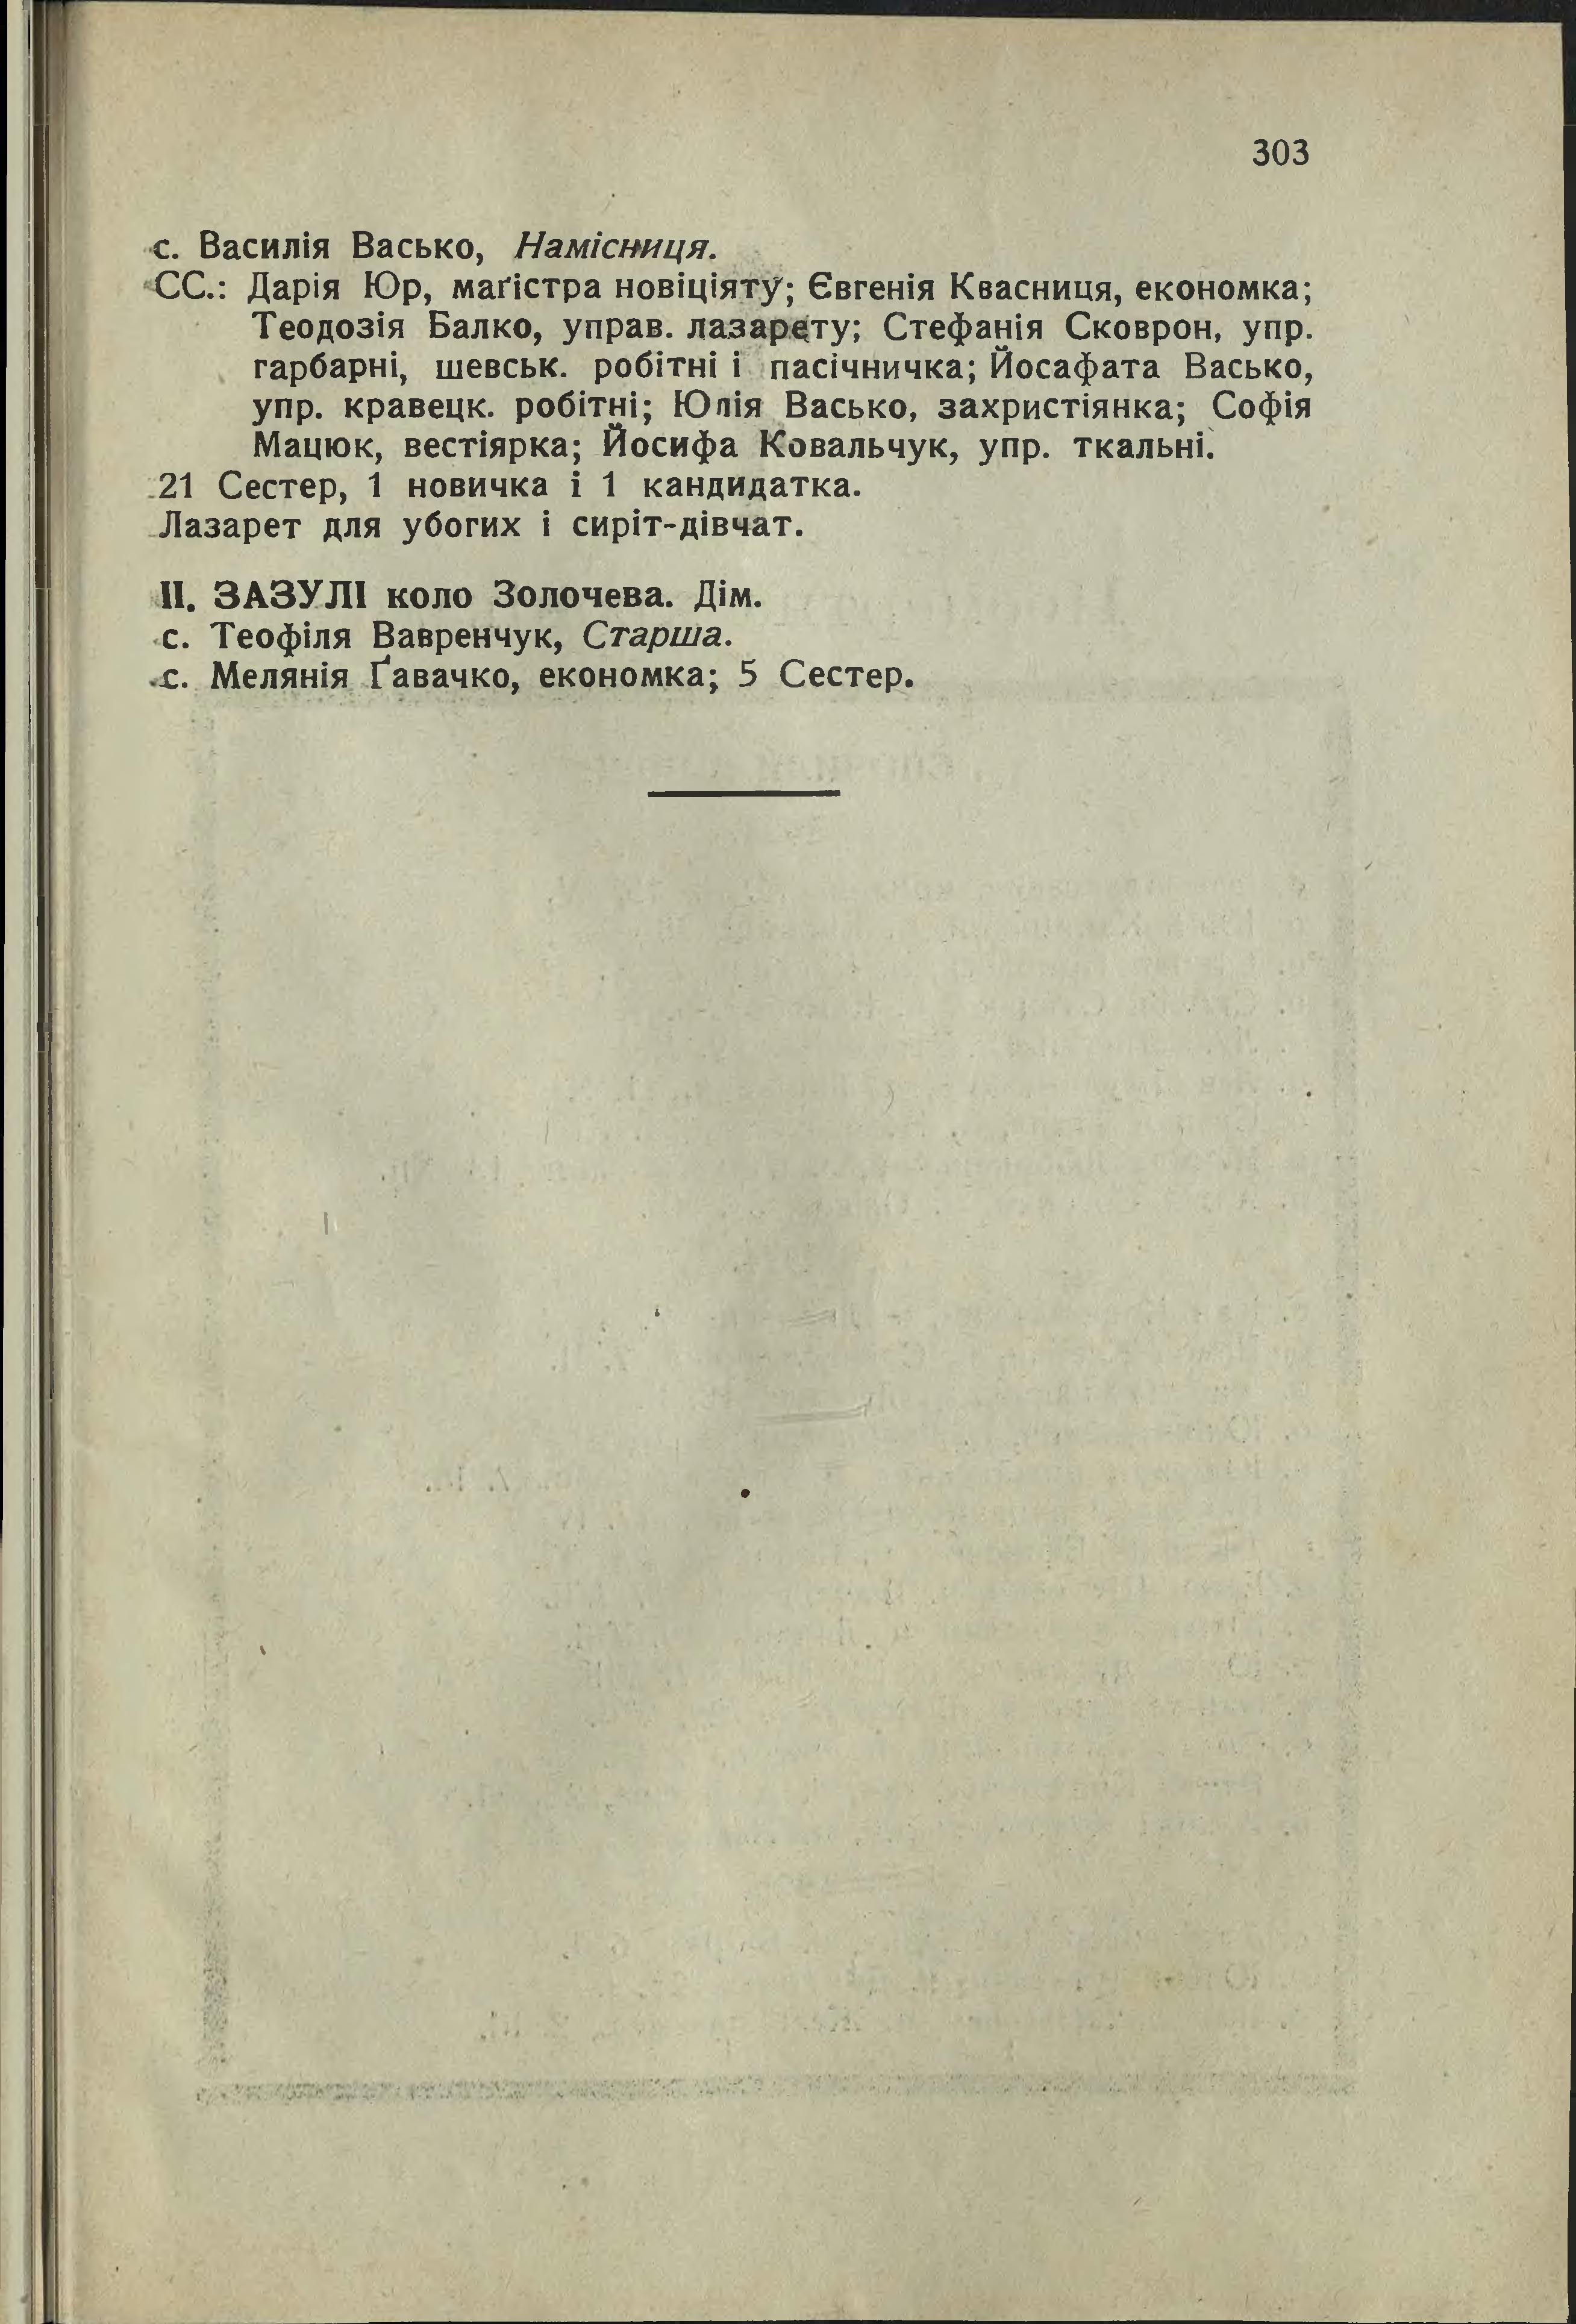 303
с. Василія Васько, Намісниця.
СС.: Дарія Юр, маґістра новіціяту; Євгенія Квасниця, економка;
Теодозія Балко, управ. лазарету; Стефанія Сковрон, упр.
гарбарні, шевськ. робітні і пасічничка; Йосафата Васько,
упр. кравецк. робітні; Юлія Васько, захристіянка; Софія
Мацюк, вестіярка; Йосифа Ковальчук, упр. ткальні.
21 Сестер, 1 новичка і 1 кандидатка.
Лазарет для убогих і сиріт-дівчат.
II. ЗАЗУЛІ коло Золочева. Дім.
с. Теофіля Вавренчук, Старша.
с. Мелянія Ґавачко, економка; 5 Сестер.